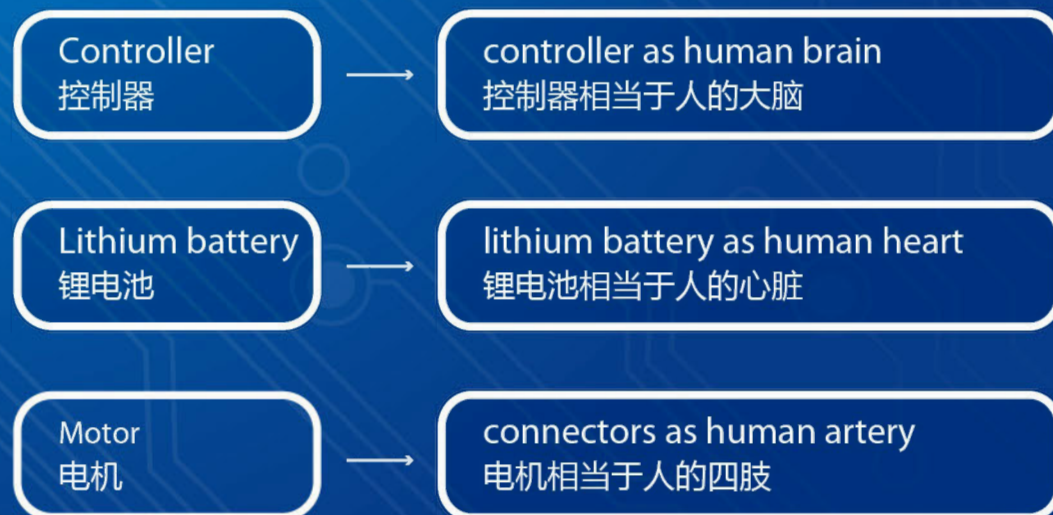 Controller
控制器
controller as human brain
控制器相当于人的大脑
Lithium battery
锂电池
lithium battery as human heart
锂电池相当于人的心脏
Motor
电机
connectors as human artery
电机相当于人的四肢